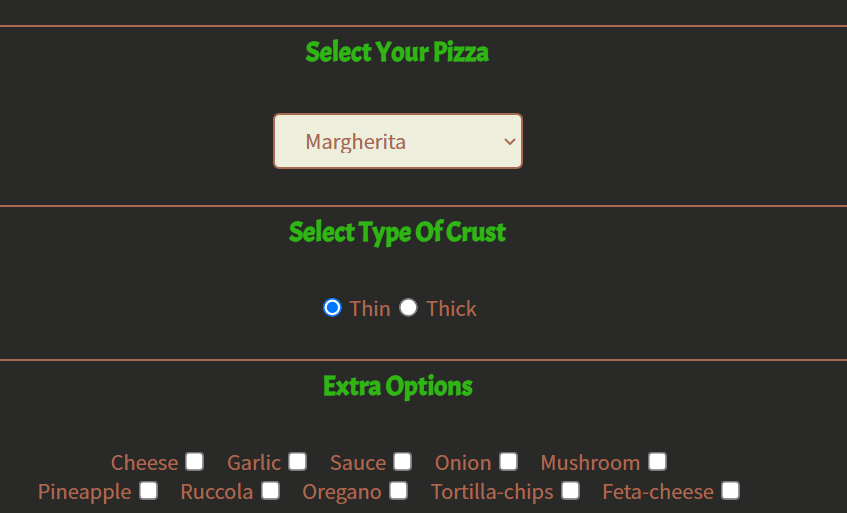 Select Your Pizza
Margherita
Select Type Of Crust
Thin Thick
Extra Options
Cheese Garlic Sauce Onion Mushroom
Pineapple Ruccola Oregano Tortilla-chips Feta-cheese